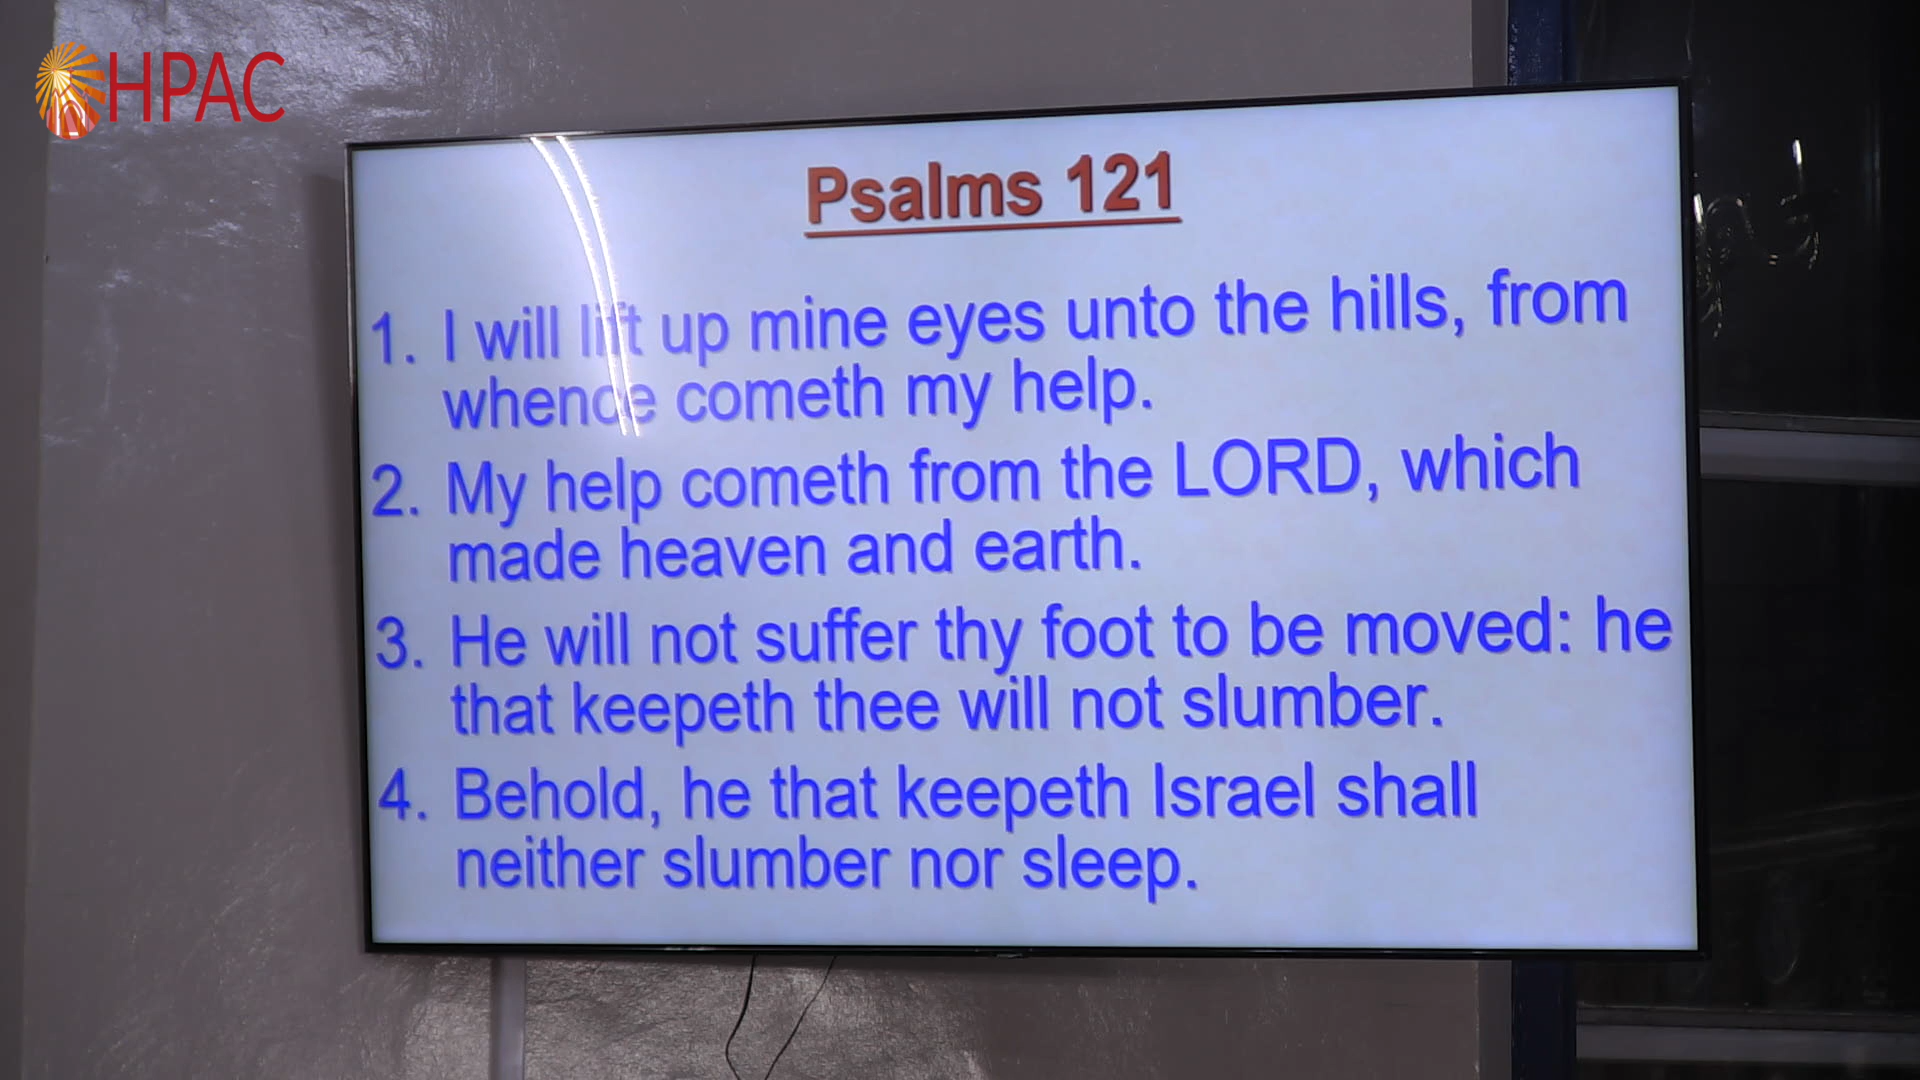 HPAC
Psalms 121
1. I will lift up mine eyes unto the hills, from
whence cometh my help.
2. My help cometh from the LORD, which
made heaven and earth.
3. He will not suffer thy foot to be moved: he
that keepeth thee will not slumber.
4. Behold, he that keepeth Israel shall
neither slumber nor sleep.